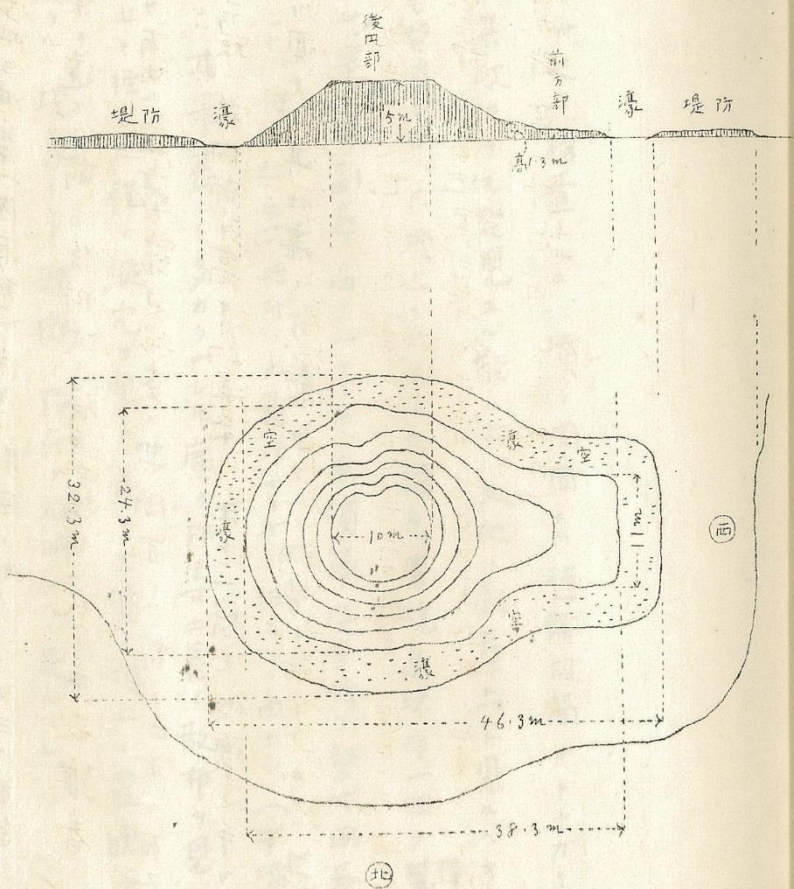 後円部
前方部
堤防
濠
濠
堤防
5m
高1.3m
空
濠
空
濠
空
濠
32.3m
24.3m
10m
11m
西
46.3m
38.3m
北